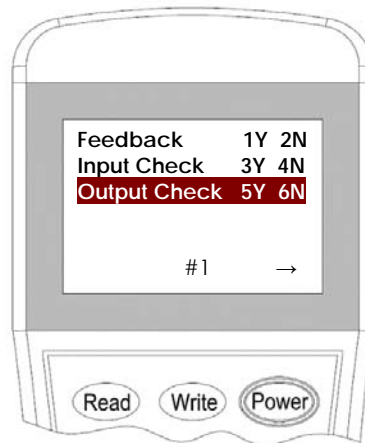 Feedback 1Y 2N
Input Check 3Y 4N
Output Check 5Y 6N
#1 →
Read Write Power